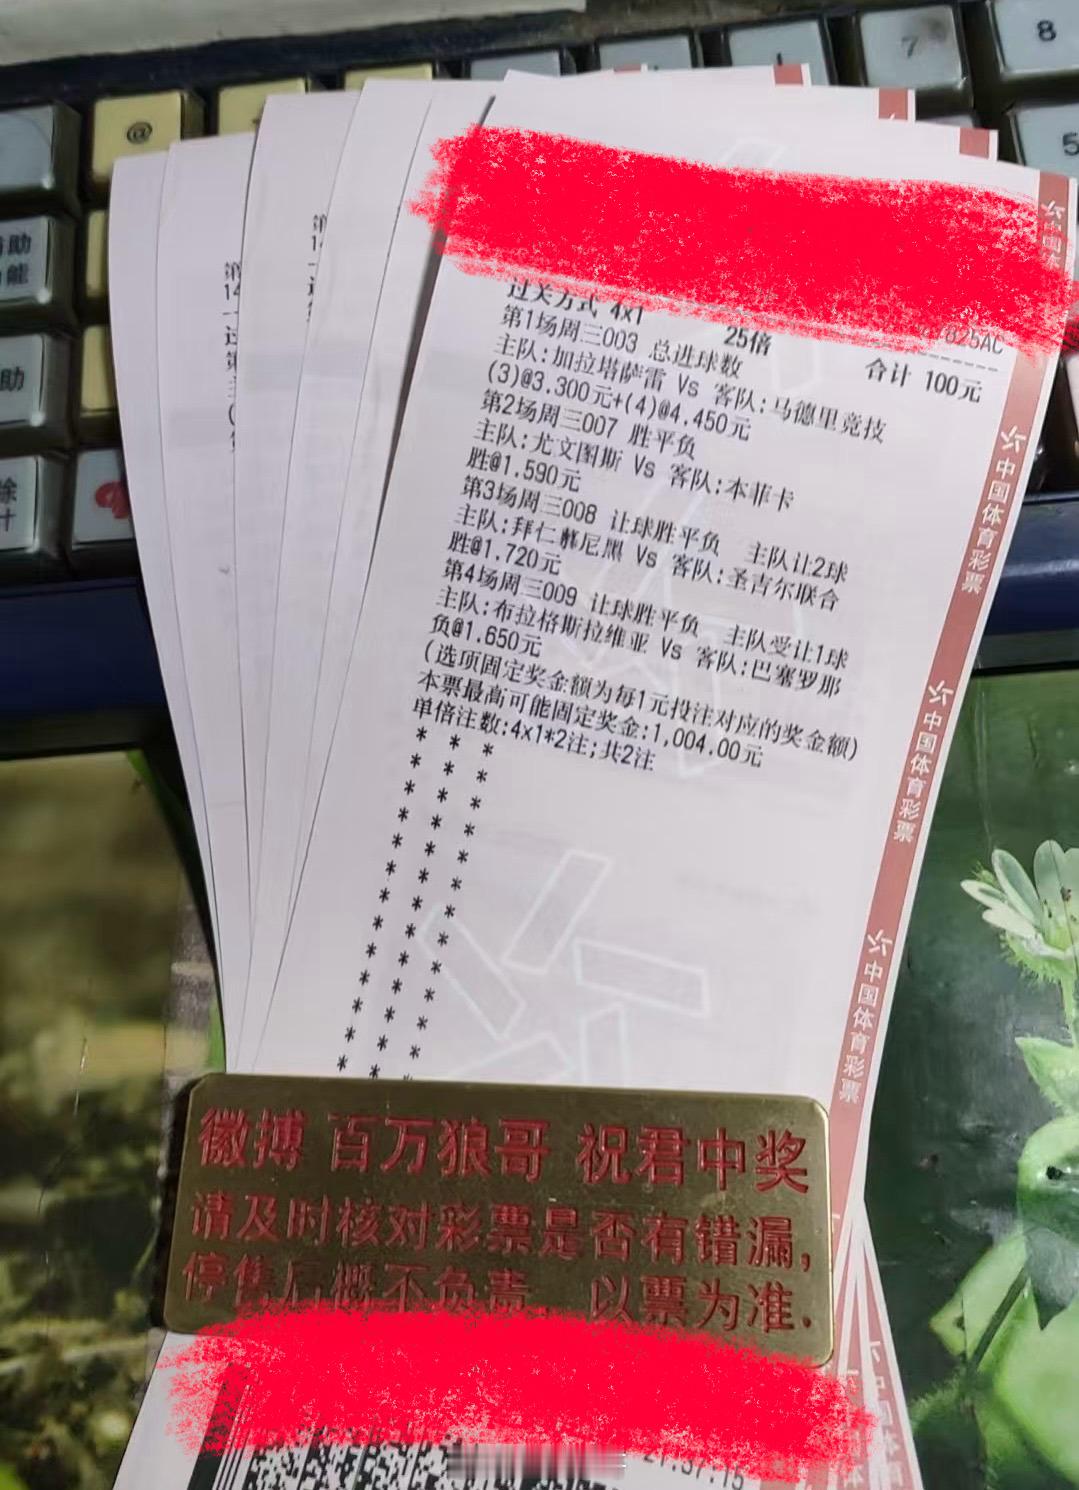 825AC
过关方式 4x1 25倍 合计 100元
第1场周三003 总进球数
主队:加拉塔萨雷 Vs 客队:马德里竞技
(3)@3.300元+(4)@4.450元
第2场周三007 胜平负
主队:尤文图斯 Vs 客队:本菲卡
胜@1.590元
第3场周三008 让球胜平负 主队让2球
主队:拜仁慕尼黑 Vs 客队:圣吉尔联合
胜@1.720元
第4场周三009 让球胜平负 主队受让1球
主队:布拉格斯拉维亚 Vs 客队:巴塞罗那
负@1.650元
(选项固定奖金额为每1元投注对应的奖金额)
本票最高可能固定奖金:1,004.00元
单倍注数:4x1*2注;共2注
中国体育彩票
中国体育彩票
中国体育彩票
徽搏 百万狼哥 祝君中奖
请及时核对彩票是否有错漏,
停售后概不负责 以票为准.
@
7
8
5
助